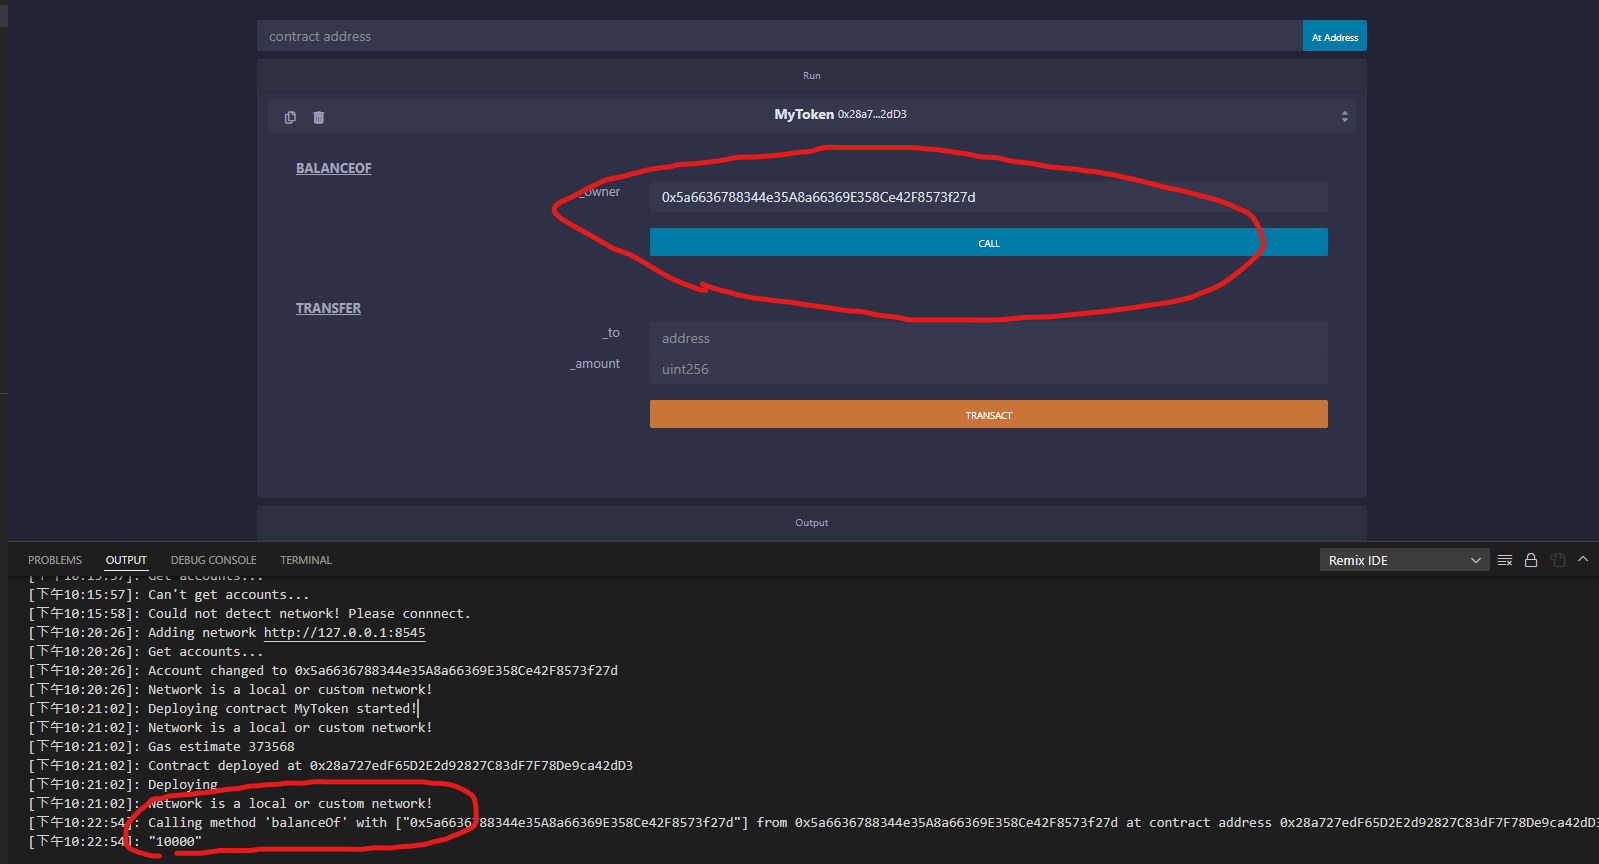 contract address
At Address
Run
MyToken 0x28a7...2dD3
BALANCEOF
_owner
0x5a6636788344e35A8a66369E358Ce42F8573f27d
CALL
TRANSFER
_to
address
_amount
uint256
TRANSACT
Output
PROBLEMS OUTPUT DEBUG CONSOLE TERMINAL
Remix IDE
[下午10:15:57]: Get accounts...
[下午10:15:57]: Can't get accounts...
[下午10:15:58]: Could not detect network! Please connnect.
[下午10:20:26]: Adding network http://127.0.0.1:8545
[下午10:20:26]: Get accounts...
[下午10:20:26]: Account changed to 0x5a6636788344e35A8a66369E358Ce42F8573f27d
[下午10:20:26]: Network is a local or custom network!
[下午10:21:02]: Deploying contract MyToken started!
[下午10:21:02]: Network is a local or custom network!
[下午10:21:02]: Gas estimate 373568
[下午10:21:02]: Contract deployed at 0x28a727edF65D2E2d92827C83dF7F78De9ca42dD3
[下午10:21:02]: Deploying
[下午10:21:02]: Network is a local or custom network!
[下午10:22:54]: Calling method 'balanceOf' with ["0x5a6636788344e35A8a66369E358Ce42F8573f27d"] from 0x5a6636788344e35A8a66369E358Ce42F8573f27d at contract address 0x28a727edF65D2E2d92827C83dF7F78De9ca42dD3
[下午10:22:54]: "10000"